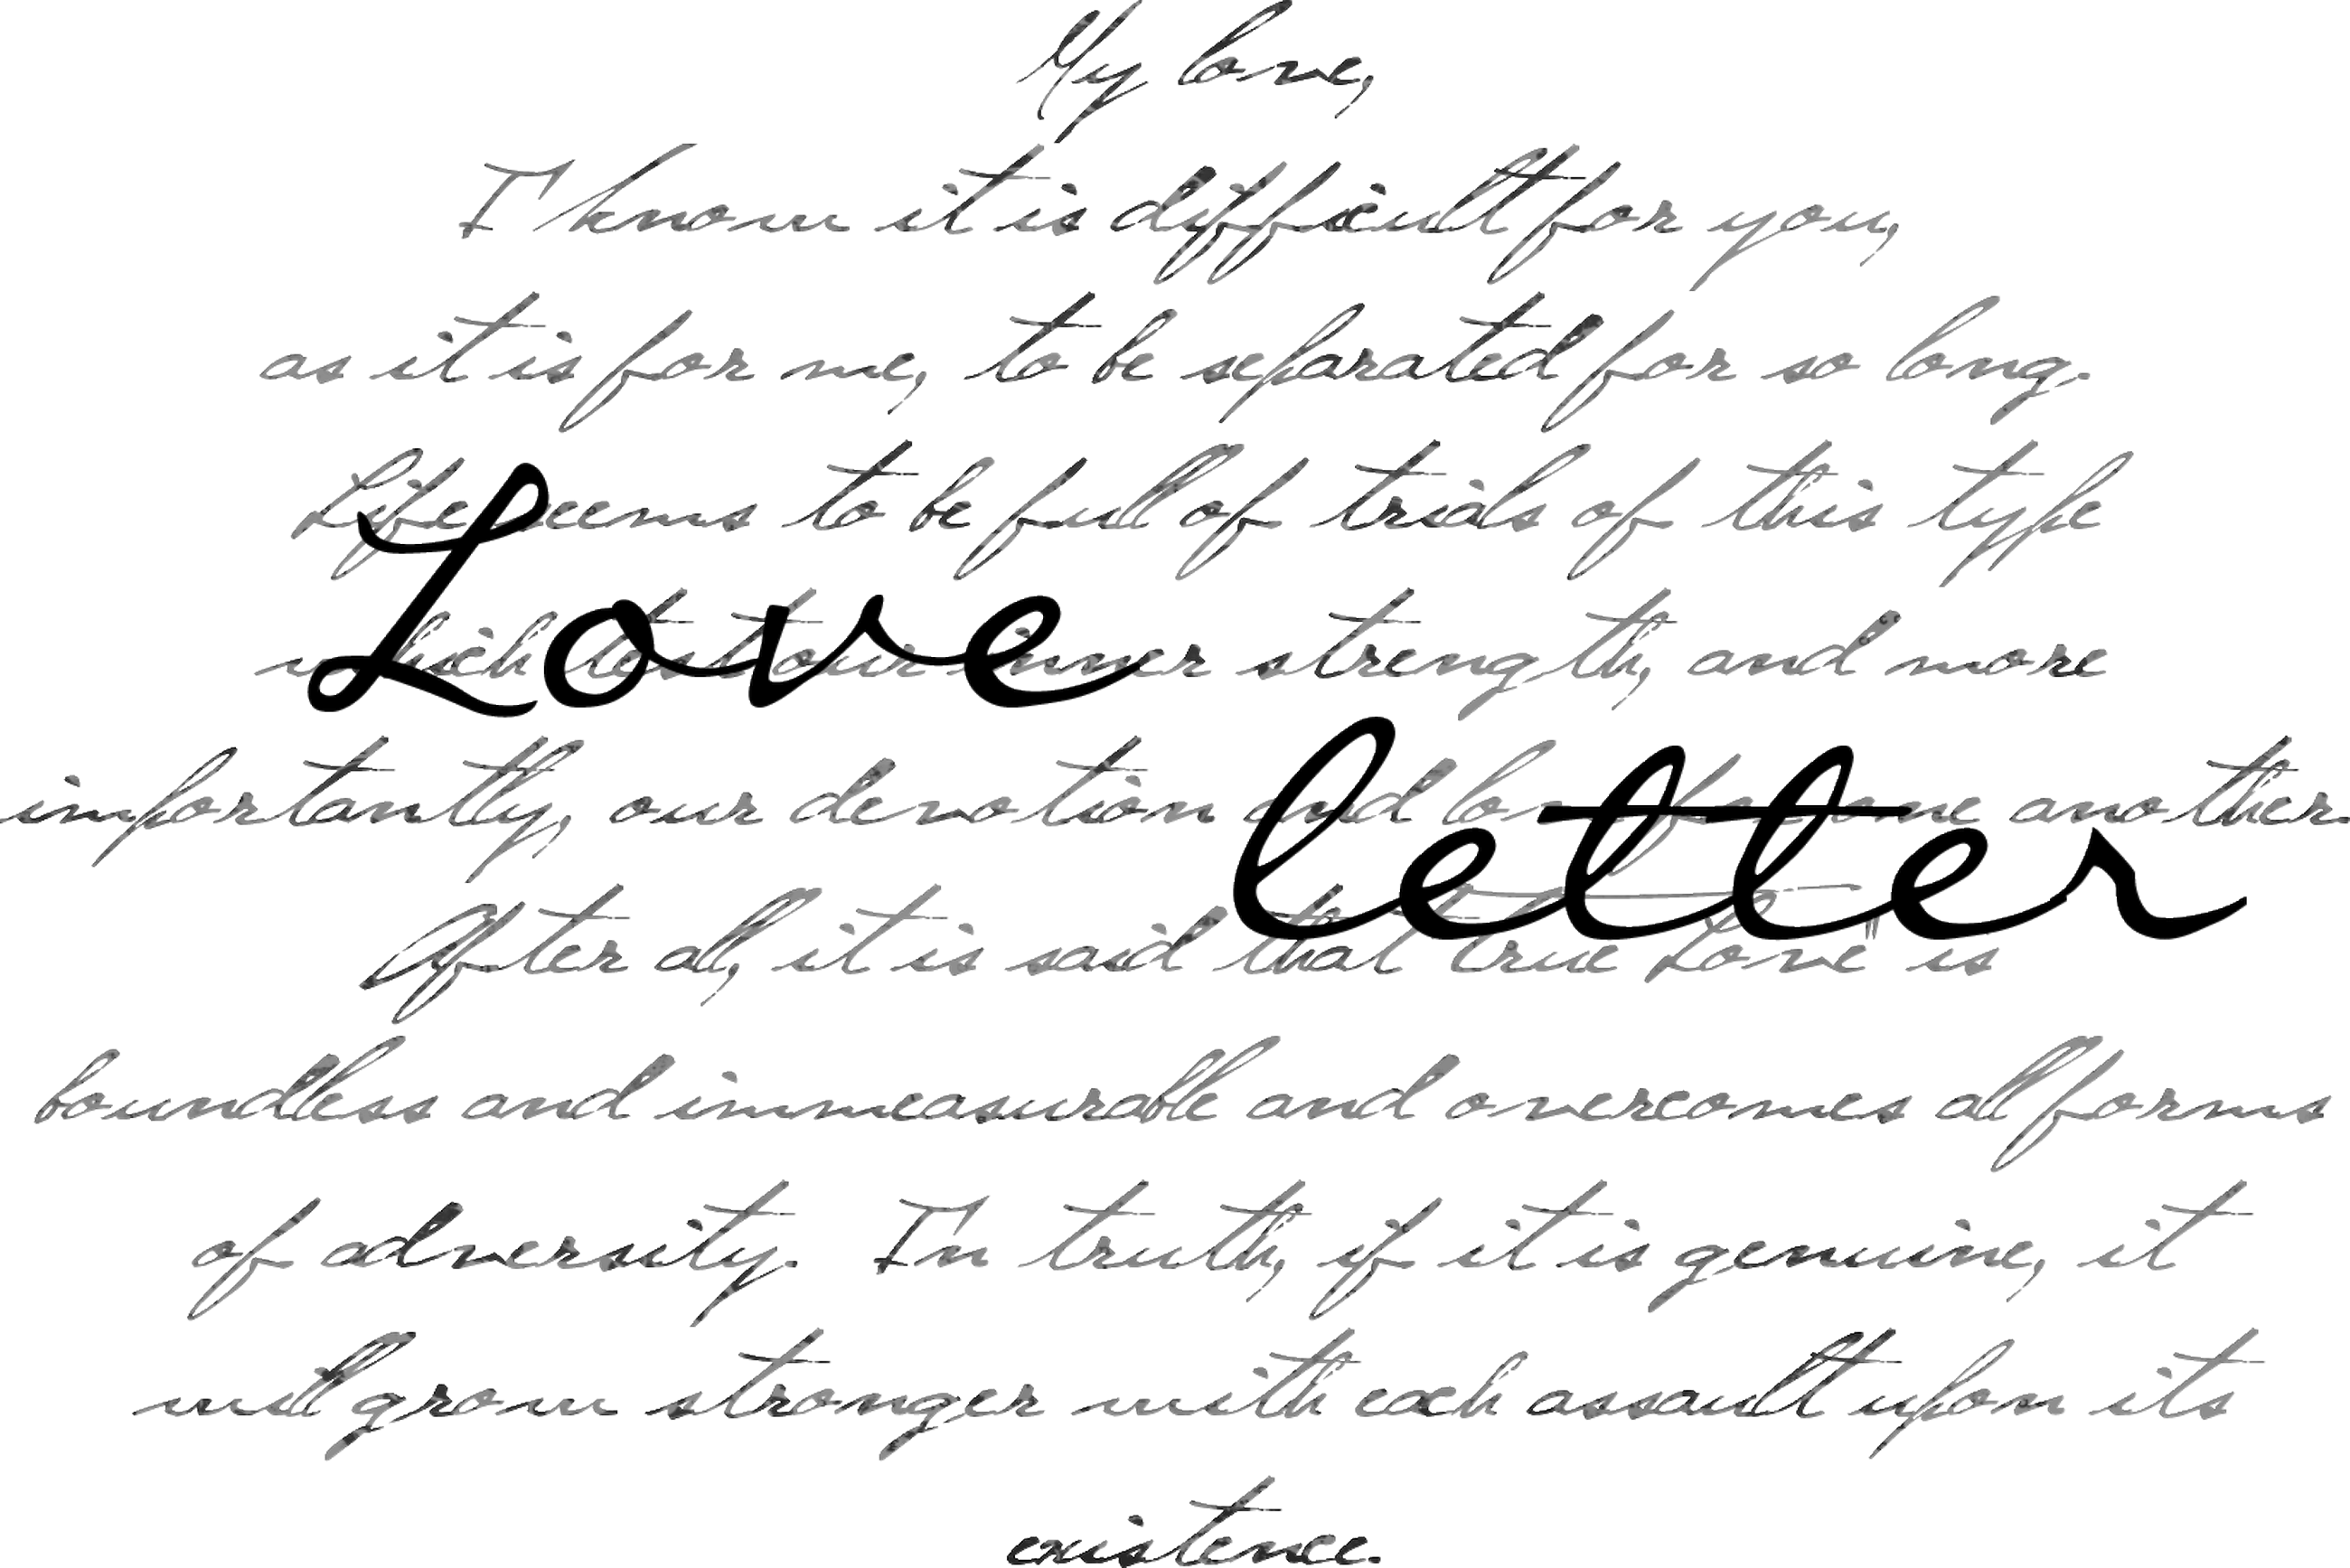 My love,
I know it is difficult for you,
as it is for me, to be separated for so long.
Life seems to be full of trials of this type
Love
which test our inner strength, and more
letter
importantly, our devotion and love for one another.
After all, it is said that "true Love" is
boundless and immeasurable and overcomes all forms
of adversity. In truth, if it is genuine, it
will grow stronger with each assault upon its
existence.